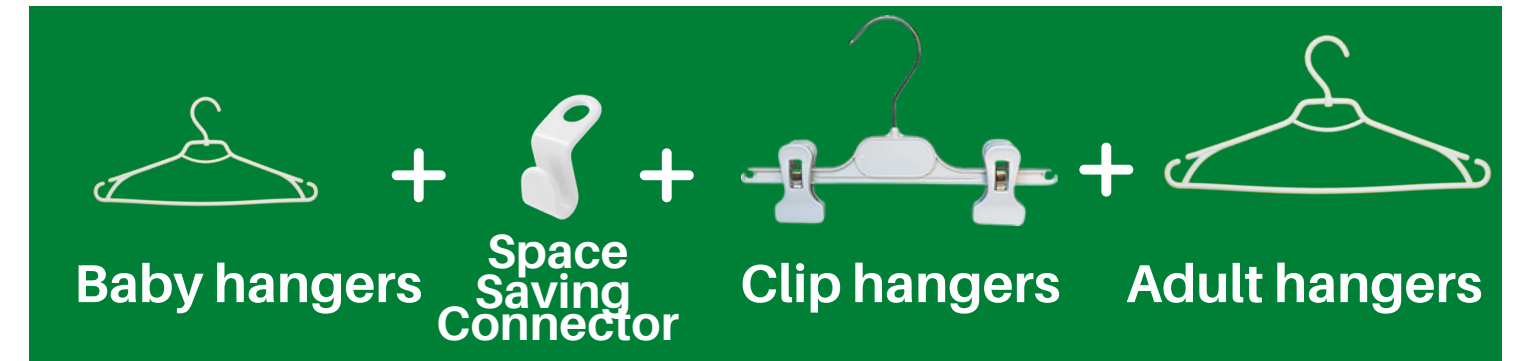 Baby hangers
Space
Saving
Connector
Clip hangers
Adult hangers